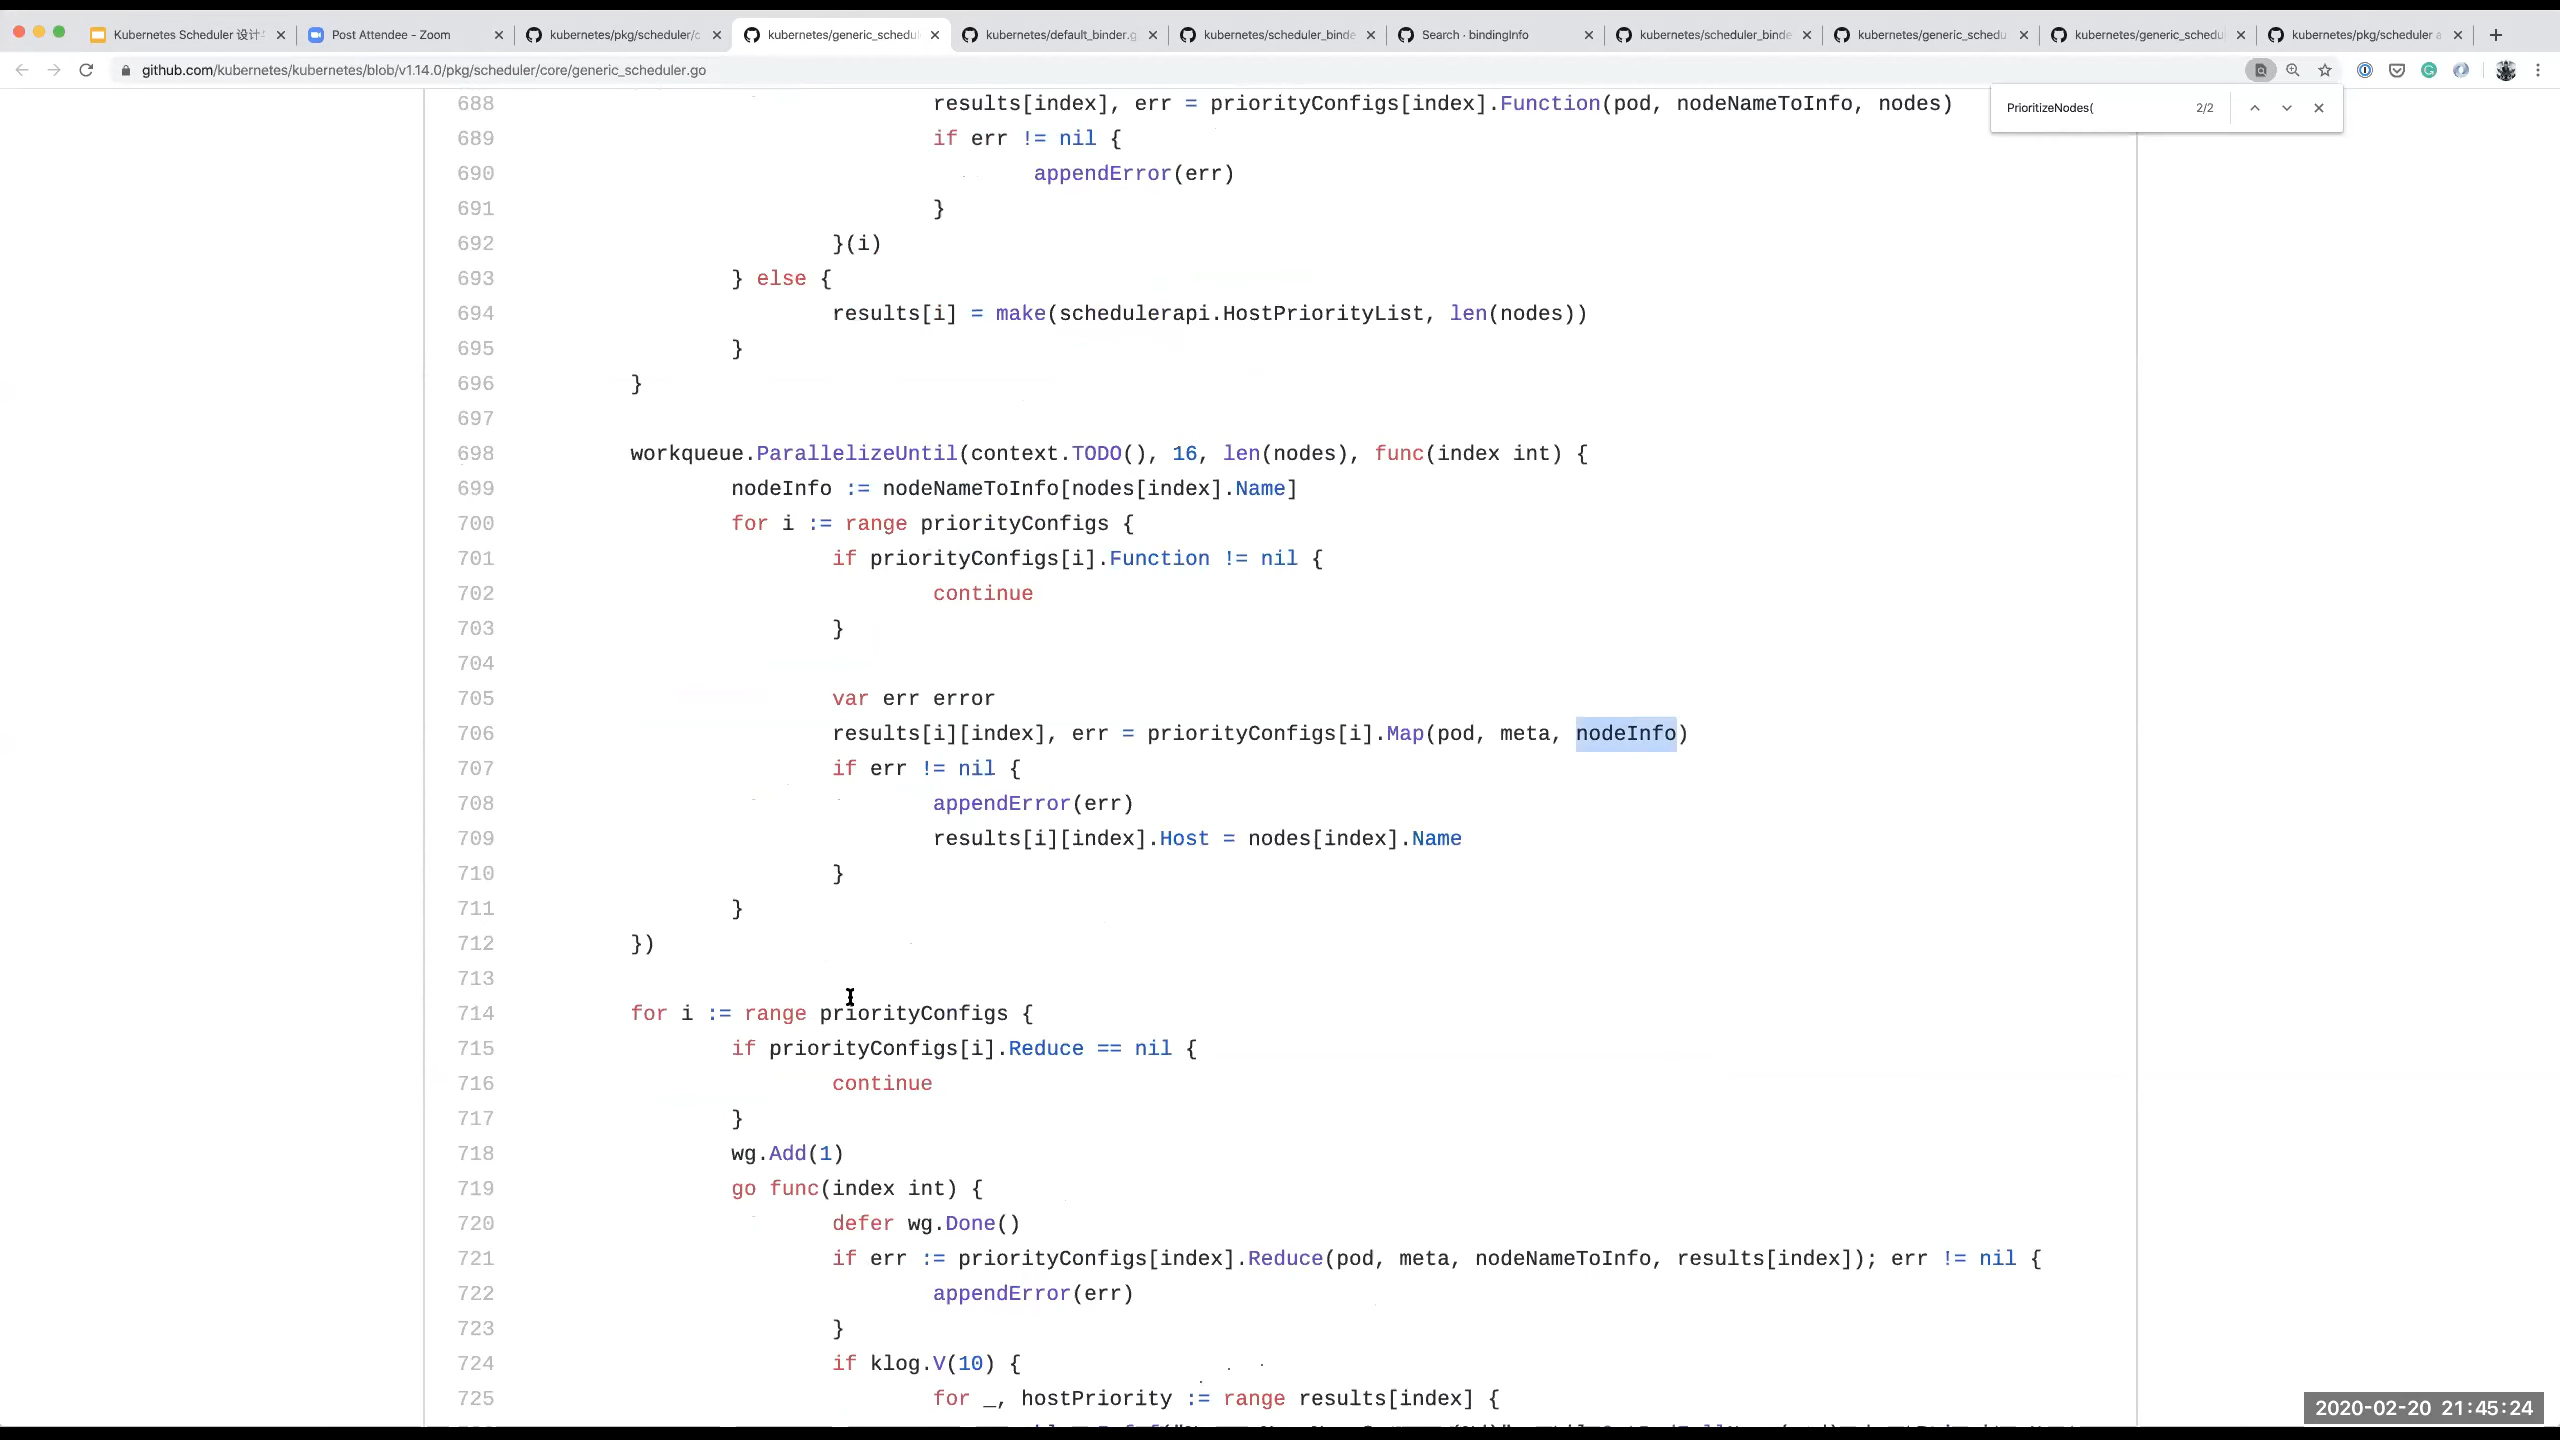 Kubernetes Scheduler 设计
Post Attendee - Zoom
kubernetes/pkg/scheduler/c
kubernetes/generic_schedul
kubernetes/default_binder.g
kubernetes/scheduler_binde
Search · bindingInfo
kubernetes/scheduler_binde
kubernetes/generic_schedu
kubernetes/generic_schedu
kubernetes/pkg/scheduler a
github.com/kubernetes/kubernetes/blob/v1.14.0/pkg/scheduler/core/generic_scheduler.go
PrioritizeNodes( 2/2
688 results[index], err = priorityConfigs[index].Function(pod, nodeNameToInfo, nodes)
689 if err != nil {
690 appendError(err)
691 }
692 }(i)
693 } else {
694 results[i] = make(schedulerapi.HostPriorityList, len(nodes))
695 }
696 }
697
698 workqueue.ParallelizeUntil(context.TODO(), 16, len(nodes), func(index int) {
699 nodeInfo := nodeNameToInfo[nodes[index].Name]
700 for i := range priorityConfigs {
701 if priorityConfigs[i].Function != nil {
702 continue
703 }
704
705 var err error
706 results[i][index], err = priorityConfigs[i].Map(pod, meta, nodeInfo)
707 if err != nil {
708 appendError(err)
709 results[i][index].Host = nodes[index].Name
710 }
711 }
712 })
713
714 for i := range priorityConfigs {
715 if priorityConfigs[i].Reduce == nil {
716 continue
717 }
718 wg.Add(1)
719 go func(index int) {
720 defer wg.Done()
721 if err := priorityConfigs[index].Reduce(pod, meta, nodeNameToInfo, results[index]); err != nil {
722 appendError(err)
723 }
724 if klog.V(10) {
725 for _, hostPriority := range results[index] {
2020-02-20 21:45:24